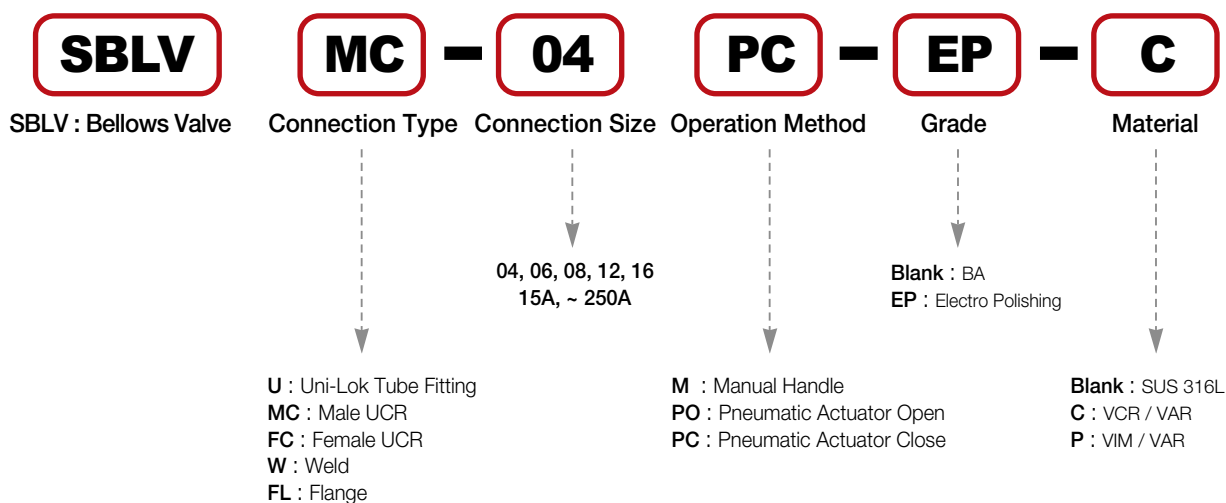 SBLV MC - 04 PC - EP - C
SBLV : Bellows Valve Connection Type Connection Size Operation Method Grade Material
04, 06, 08, 12, 16
15A, ~ 250A
Blank : BA
EP : Electro Polishing
U : Uni-Lok Tube Fitting
MC : Male UCR
FC : Female UCR
W : Weld
FL : Flange
M : Manual Handle
PO : Pneumatic Actuator Open
PC : Pneumatic Actuator Close
Blank : SUS 316L
C : VCR / VAR
P : VIM / VAR